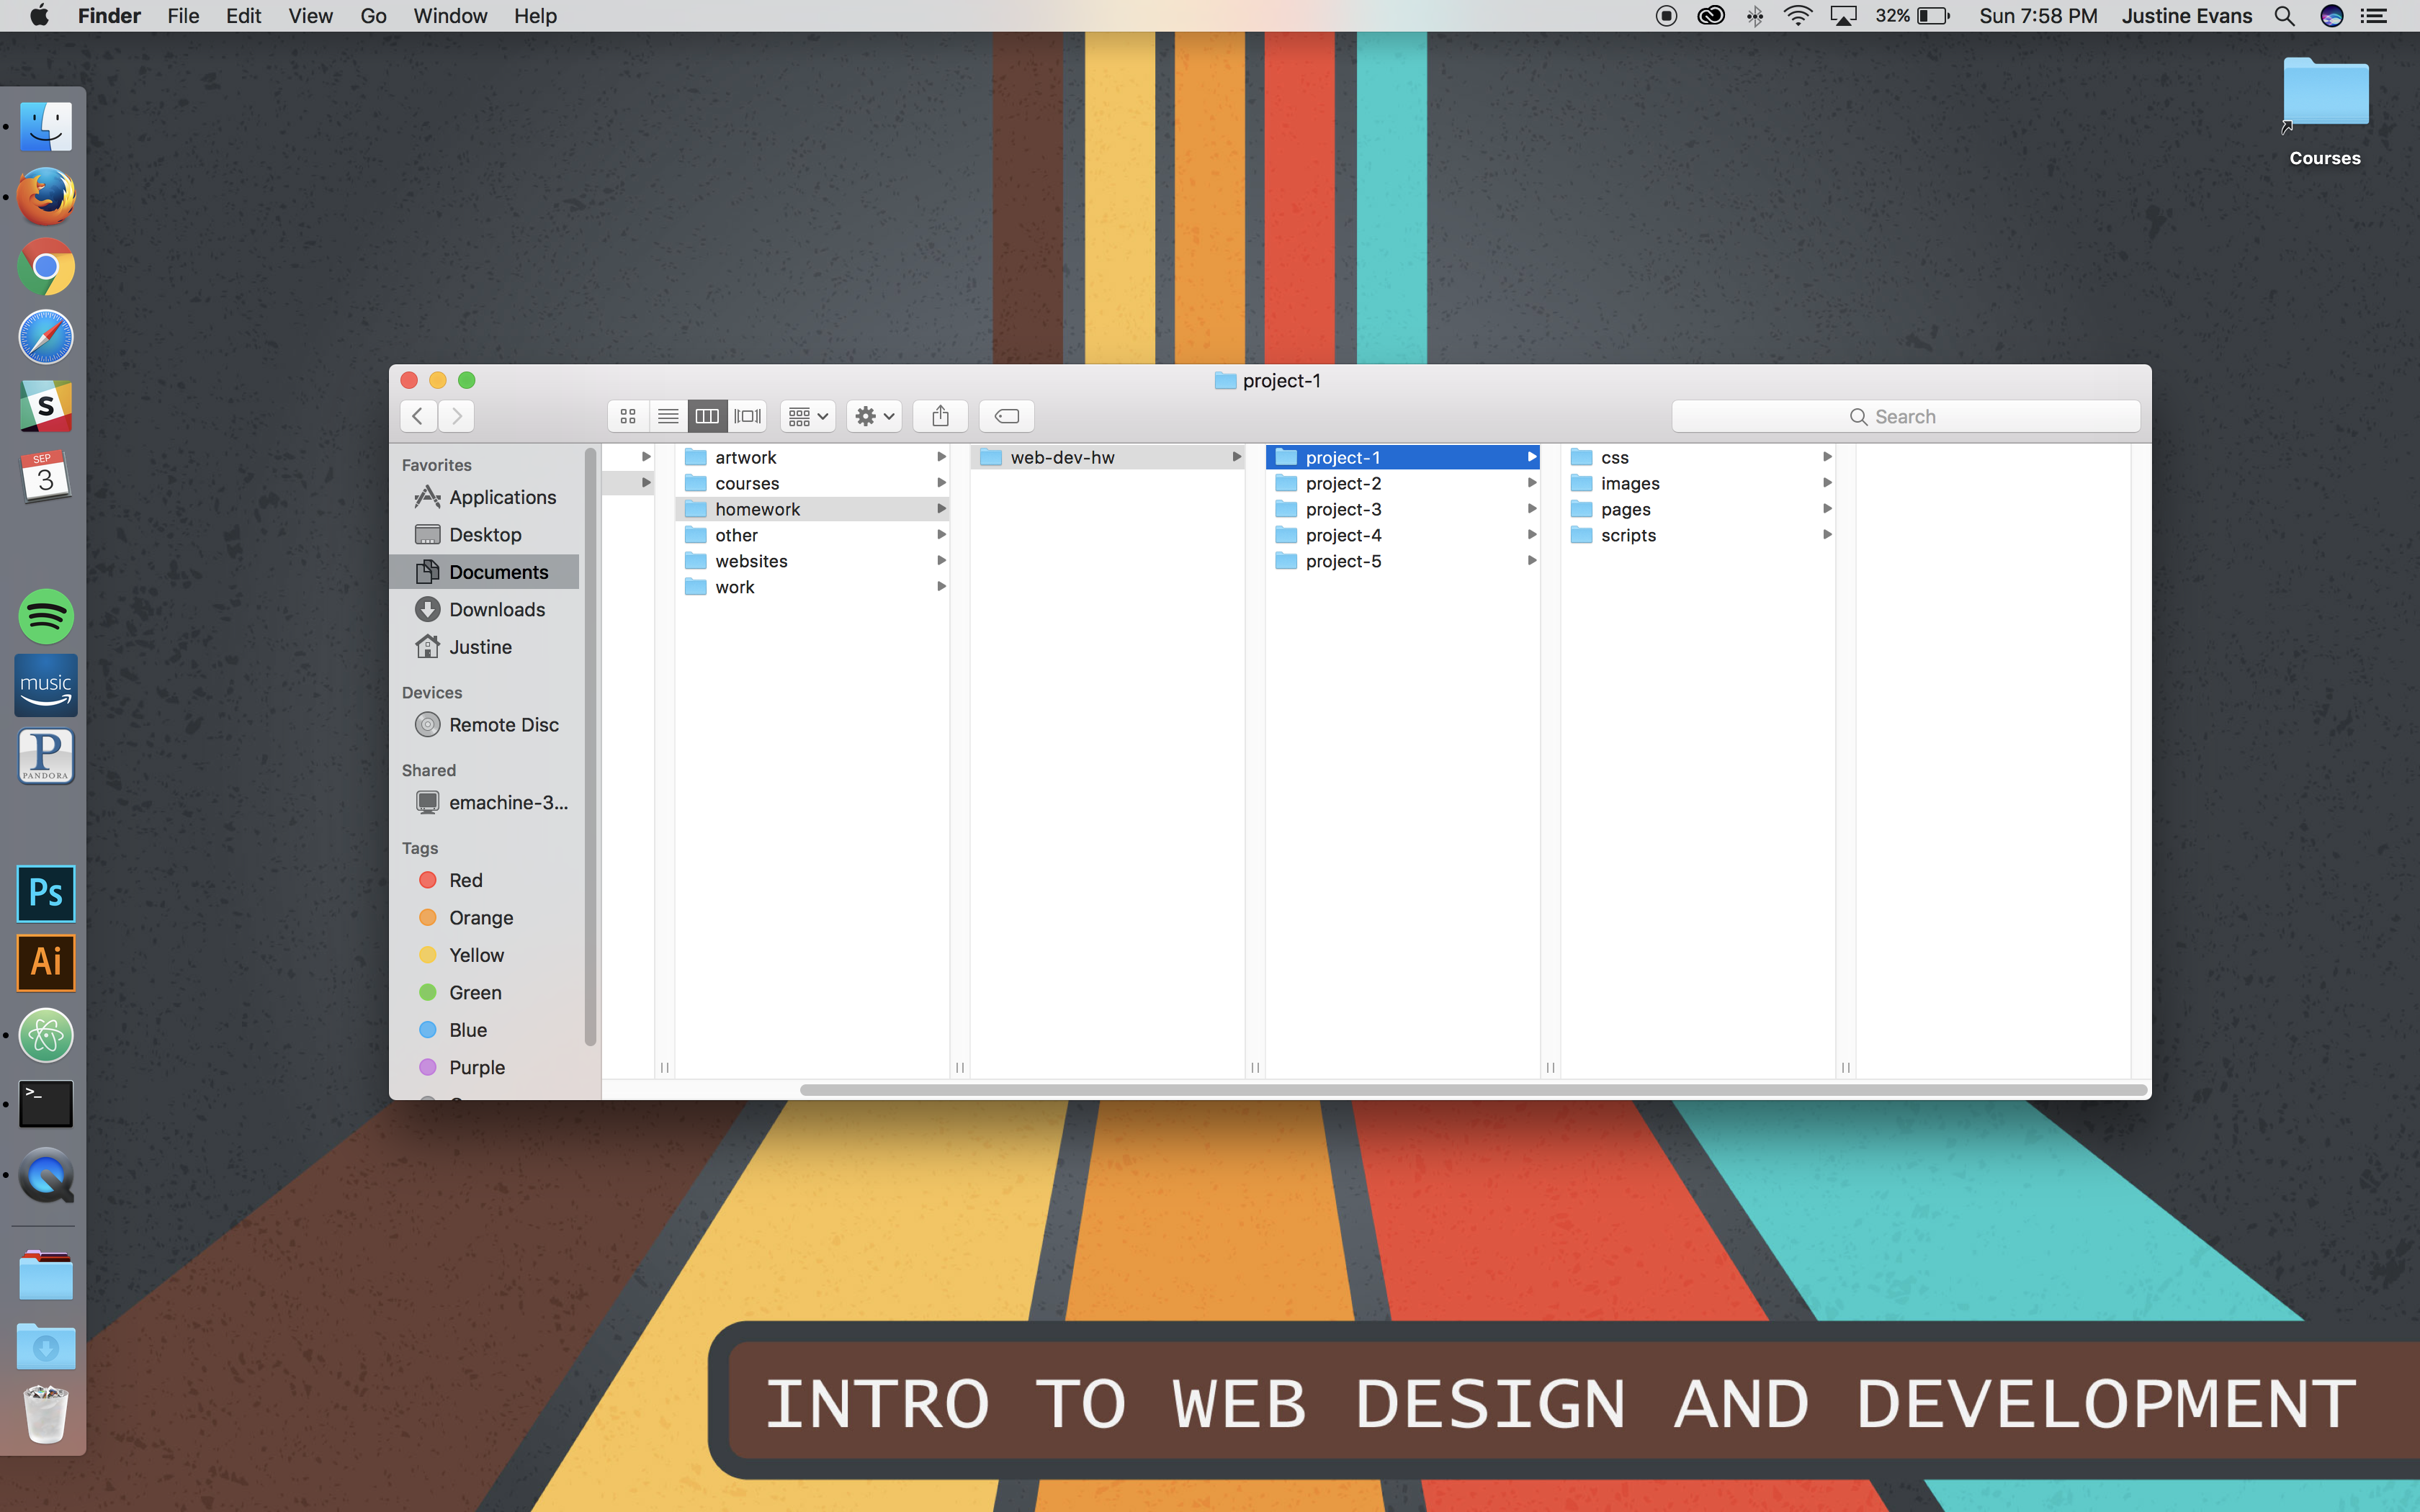 Finder File Edit View Go Window Help 32% Sun 7:58 PM Justine Evans
Courses
SEP
3
S
music
P
PANDORA
Ps
Ai
>_
project-1
Search
Favorites
Applications
Desktop
Documents
Downloads
Justine
Devices
Remote Disc
Shared
emachine-3...
Tags
Red
Orange
Yellow
Green
Blue
Purple
artwork
courses
homework
other
websites
work
web-dev-hw
project-1
project-2
project-3
project-4
project-5
css
images
pages
scripts
INTRO TO WEB DESIGN AND DEVELOPMENT